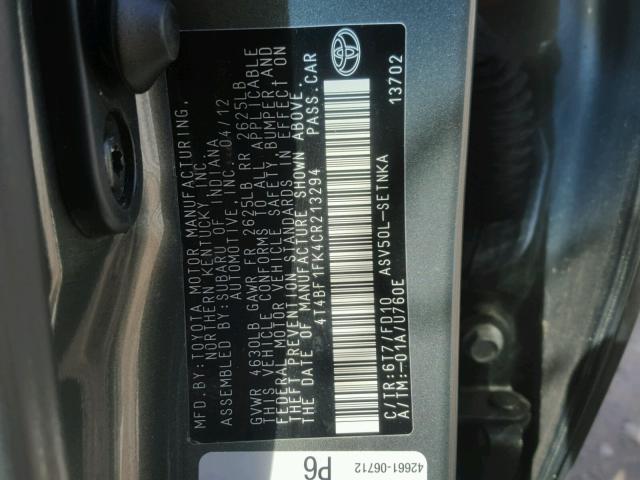 MFD.BY:TOYOTA MOTOR MANUFACTURING,
NORTHERN KENTUCKY, INC.
ASSEMBLED BY:SUBARU OF INDIANA
AUTOMOTIVE, INC. 04/12
GVWR 4630LB GAWR FR 2625LB RR 2625LB
THIS VEHICLE CONFORMS TO ALL APPLICABLE
FEDERAL MOTOR VEHICLE SAFETY, BUMPER AND
THEFT PREVENTION STANDARDS IN EFFECT ON
THE DATE OF MANUFACTURE SHOWN ABOVE.
4T4BF1FK4CR213294 PASS.CAR
C/TR:6T7/FD10 ASV50L-SETNKA
A/TM:-01A/U760E 13702
42661-06712
P6